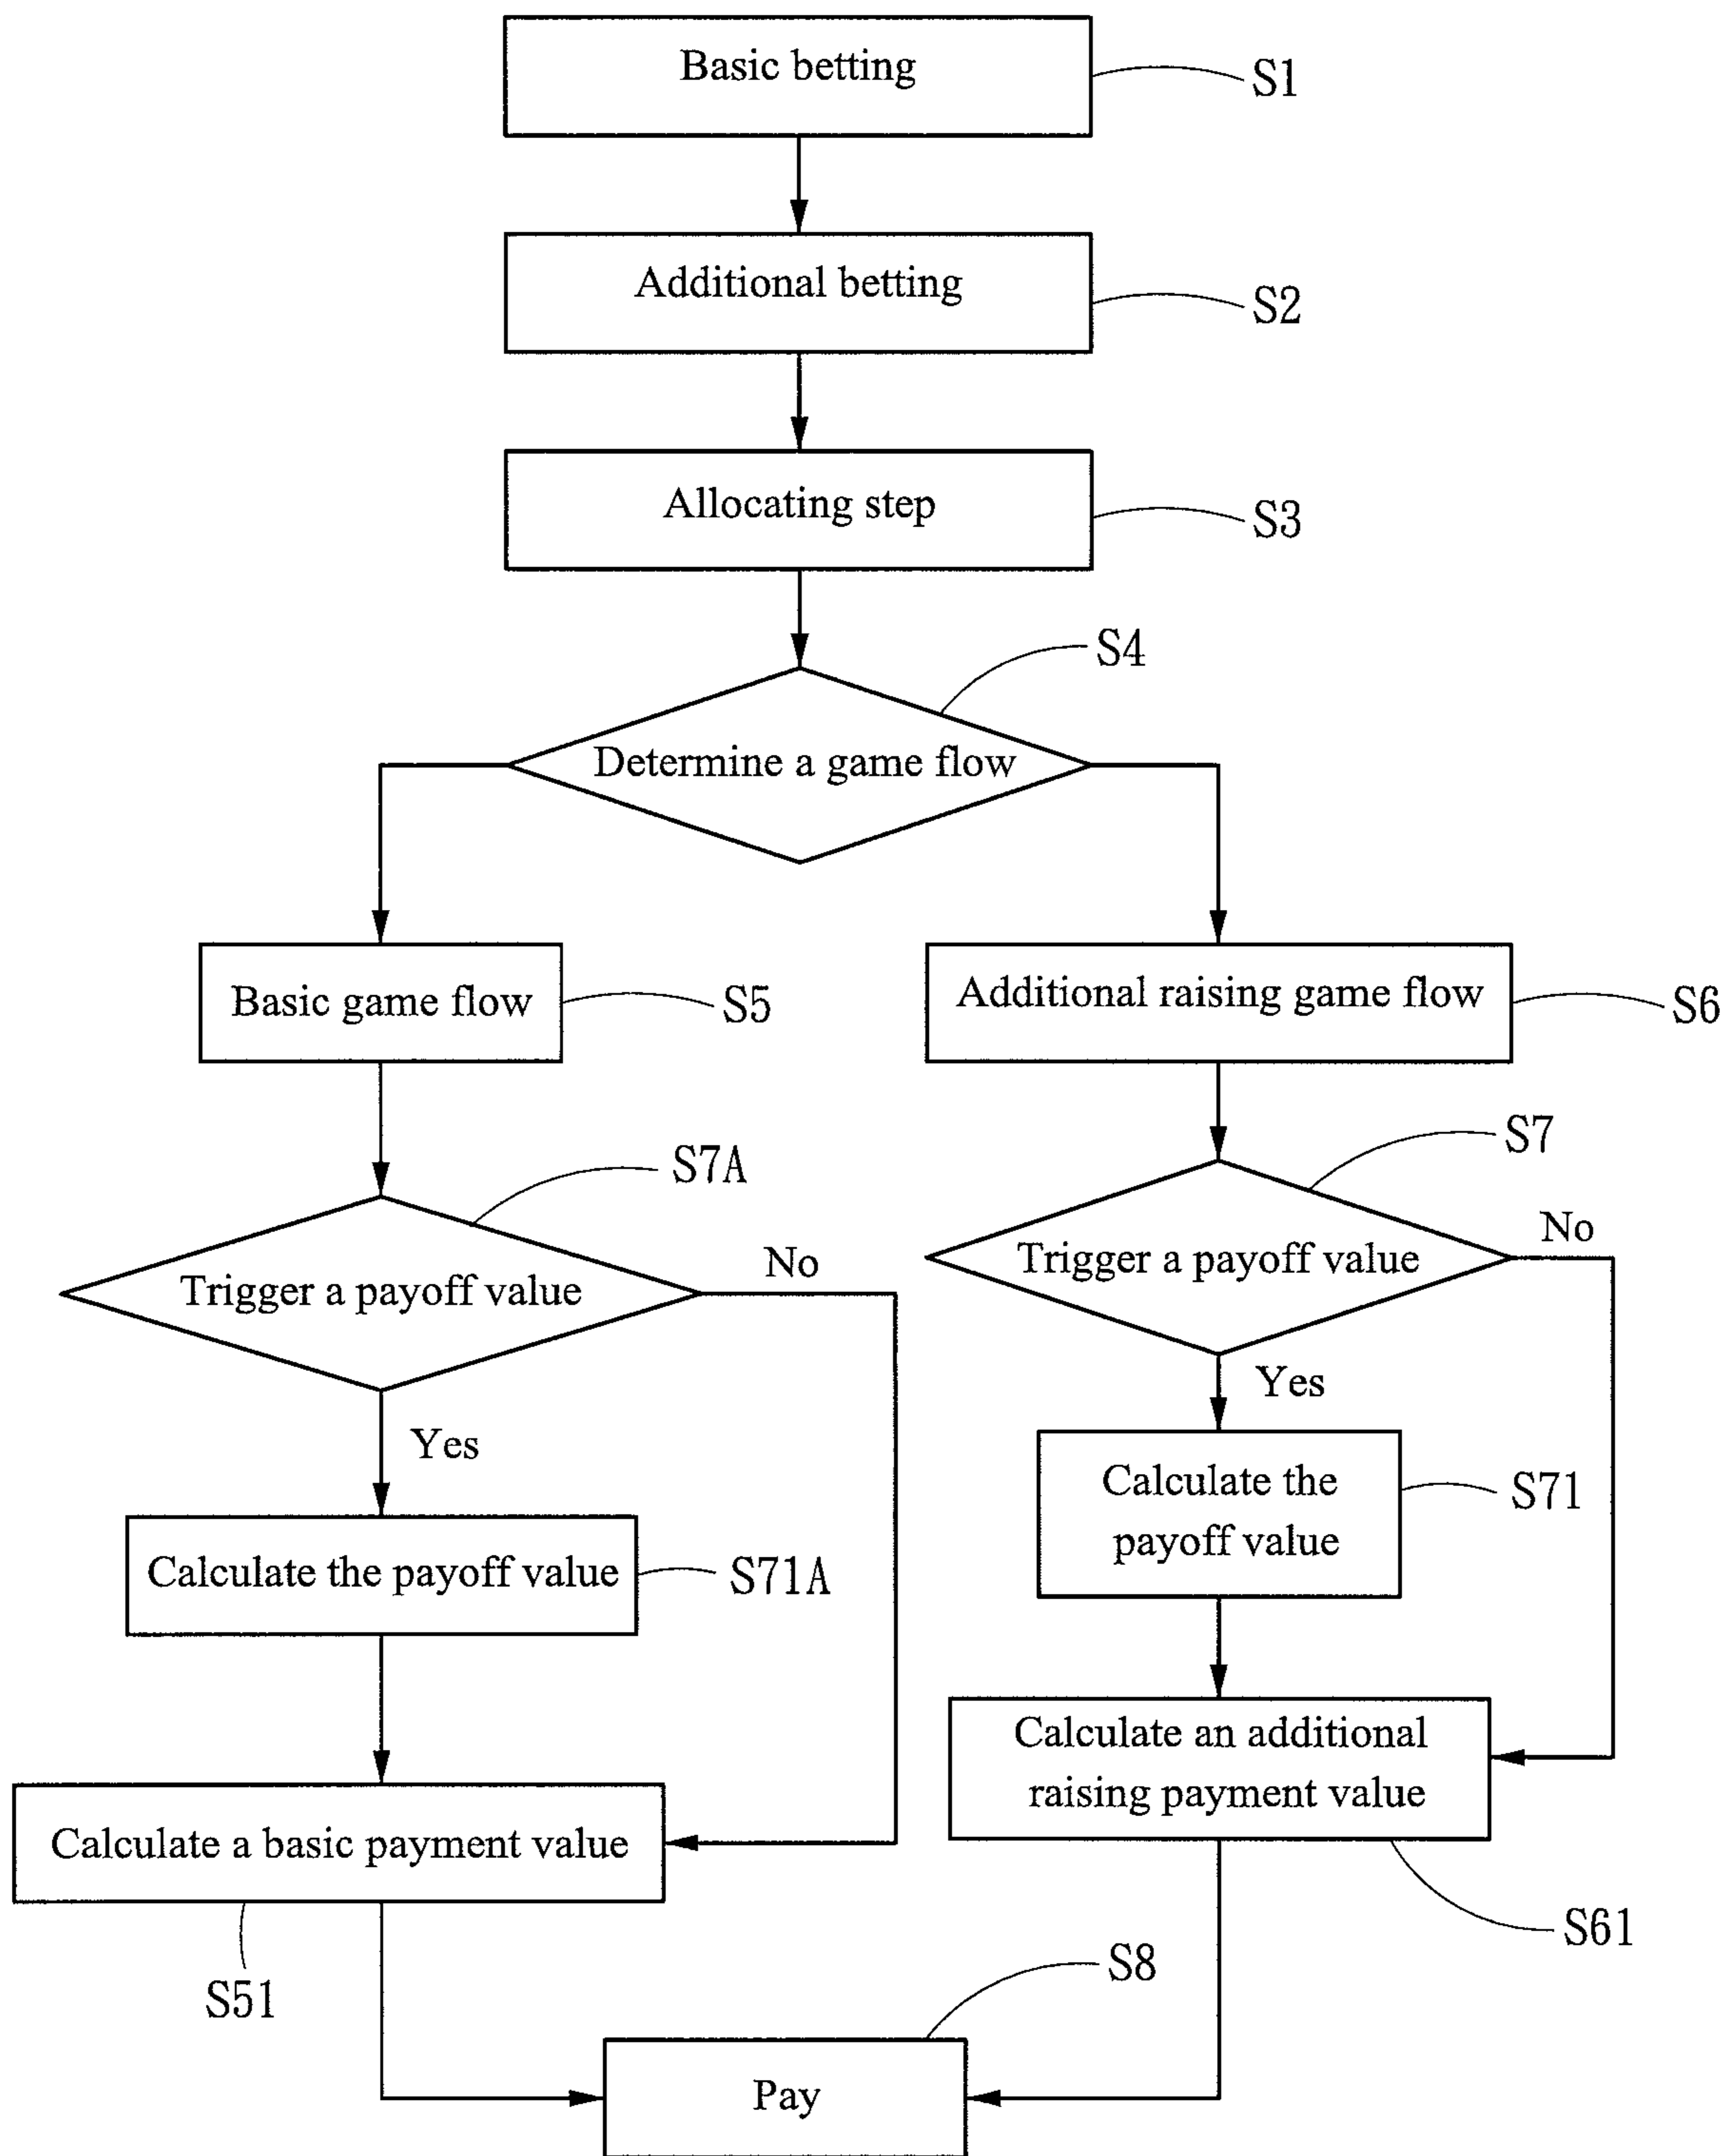 Basic betting
S1
Additional betting
S2
Allocating step
S3
S4
Determine a game flow
Basic game flow
S5
Additional raising game flow
S6
S7A
Trigger a payoff value
No
Yes
S7
Trigger a payoff value
No
Yes
Calculate the payoff value
S71A
Calculate the
payoff value
S71
Calculate a basic payment value
S51
Calculate an additional
raising payment value
S61
S8
Pay